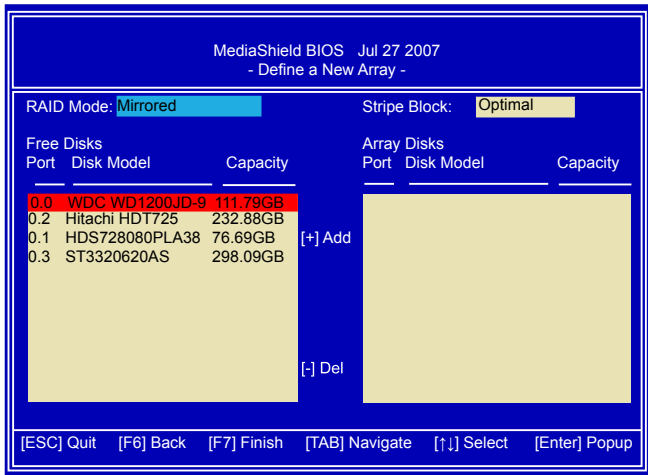 MediaShield BIOS Jul 27 2007
- Define a New Array -
RAID Mode: Mirrored Stripe Block: Optimal
Free Disks Array Disks
Port Disk Model Capacity Port Disk Model Capacity
0.0 WDC WD1200JD-9 111.79GB
0.2 Hitachi HDT725 232.88GB
0.1 HDS728080PLA38 76.69GB [+] Add
0.3 ST3320620AS 298.09GB
[-] Del
[ESC] Quit [F6] Back [F7] Finish [TAB] Navigate [↑↓] Select [Enter] Popup